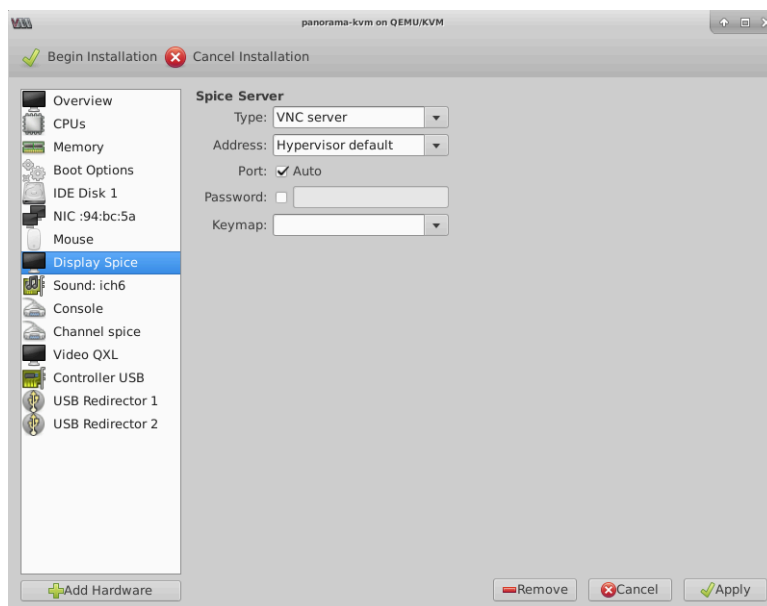 panorama-kvm on QEMU/KVM
Begin Installation Cancel Installation
Overview
CPUs
Memory
Boot Options
IDE Disk 1
NIC :94:bc:5a
Mouse
Display Spice
Sound: ich6
Console
Channel spice
Video QXL
Controller USB
USB Redirector 1
USB Redirector 2
Add Hardware
Spice Server
Type: VNC server
Address: Hypervisor default
Port: Auto
Password:
Keymap:
Remove Cancel Apply